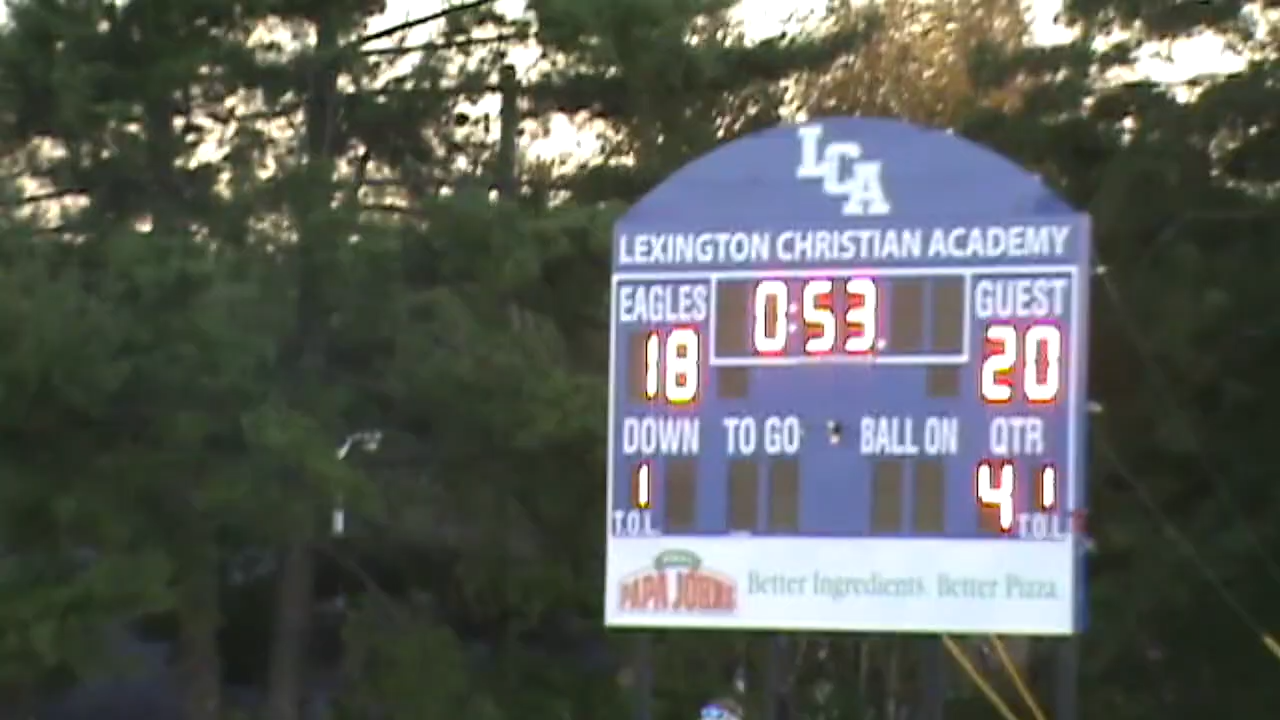 LCA
LEXINGTON CHRISTIAN ACADEMY
EAGLES 0:53 GUEST
18 20
DOWN TO GO BALL ON QTR
1 4 1
T.O.L. T.O.L.
PAPA JOHN'S Better Ingredients. Better Pizza.